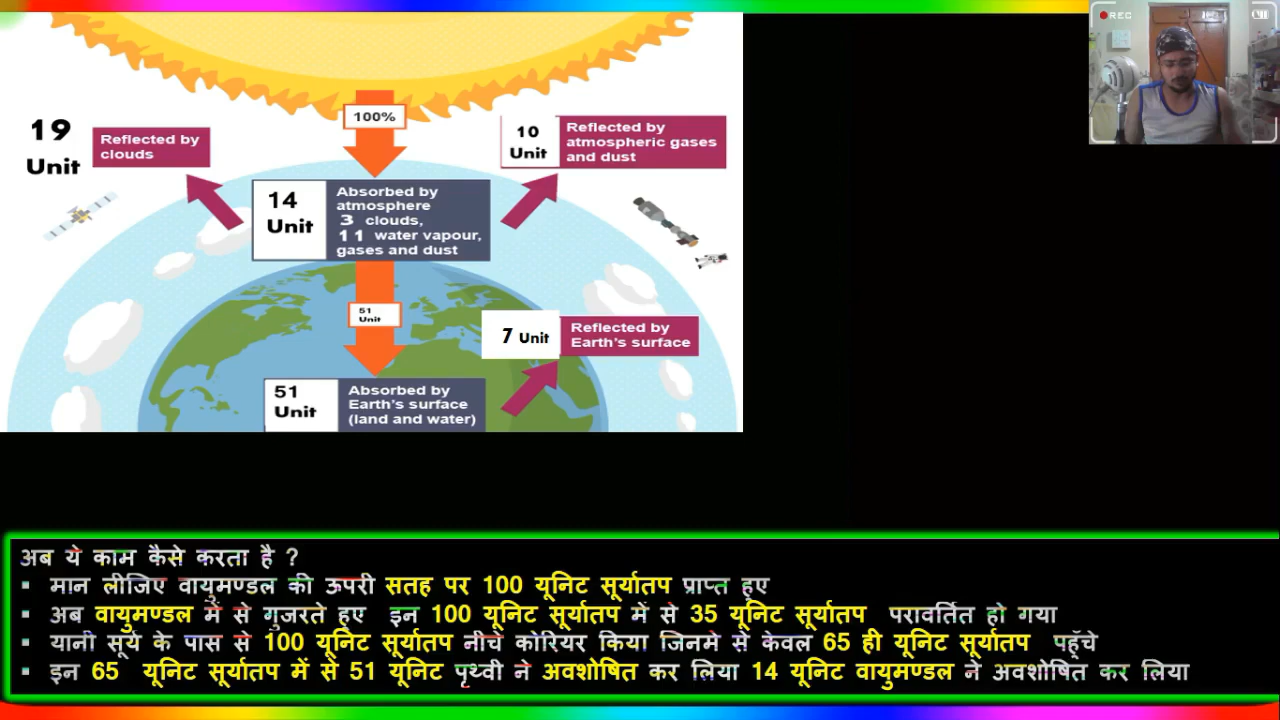 REC
100%
19
Unit
Reflected by
clouds
10
Unit
Reflected by
atmospheric gases
and dust
14
Unit
Absorbed by
atmosphere
3 clouds,
11 water vapour,
gases and dust
51
Unit
7 Unit
Reflected by
Earth's surface
51
Unit
Absorbed by
Earth's surface
(land and water)
अब ये काम कैसे करता है ?
▪ मान लीजिए वायुमण्डल की ऊपरी सतह पर 100 यूनिट सूर्यातप प्राप्त हुए
▪ अब वायुमण्डल में से गुजरते हुए इन 100 यूनिट सूर्यातप में से 35 यूनिट सूर्यातप परावर्तित हो गया
▪ यानी सूर्य के पास से 100 यूनिट सूर्यातप नीचे कोरियर किया जिनमे से केवल 65 ही यूनिट सूर्यातप पहुँचे
▪ इन 65 यूनिट सूर्यातप में से 51 यूनिट पृथ्वी ने अवशोषित कर लिया 14 यूनिट वायुमण्डल ने अवशोषित कर लिया